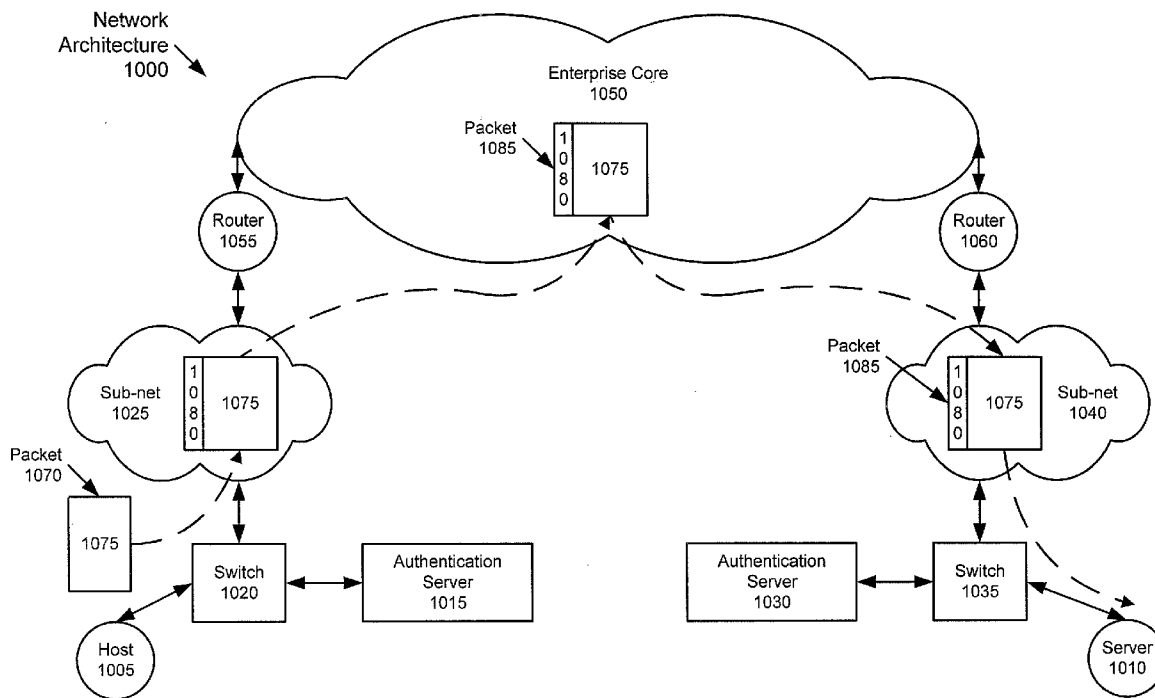 Network
Architecture
1000
Enterprise Core
1050
Packet
1085
1
0
8
0
1075
Router
1055
Router
1060
Sub-net
1025
1
0
8
0
1075
Packet
1085
1
0
8
0
1075
Sub-net
1040
Packet
1070
1075
Switch
1020
Authentication
Server
1015
Authentication
Server
1030
Switch
1035
Host
1005
Server
1010